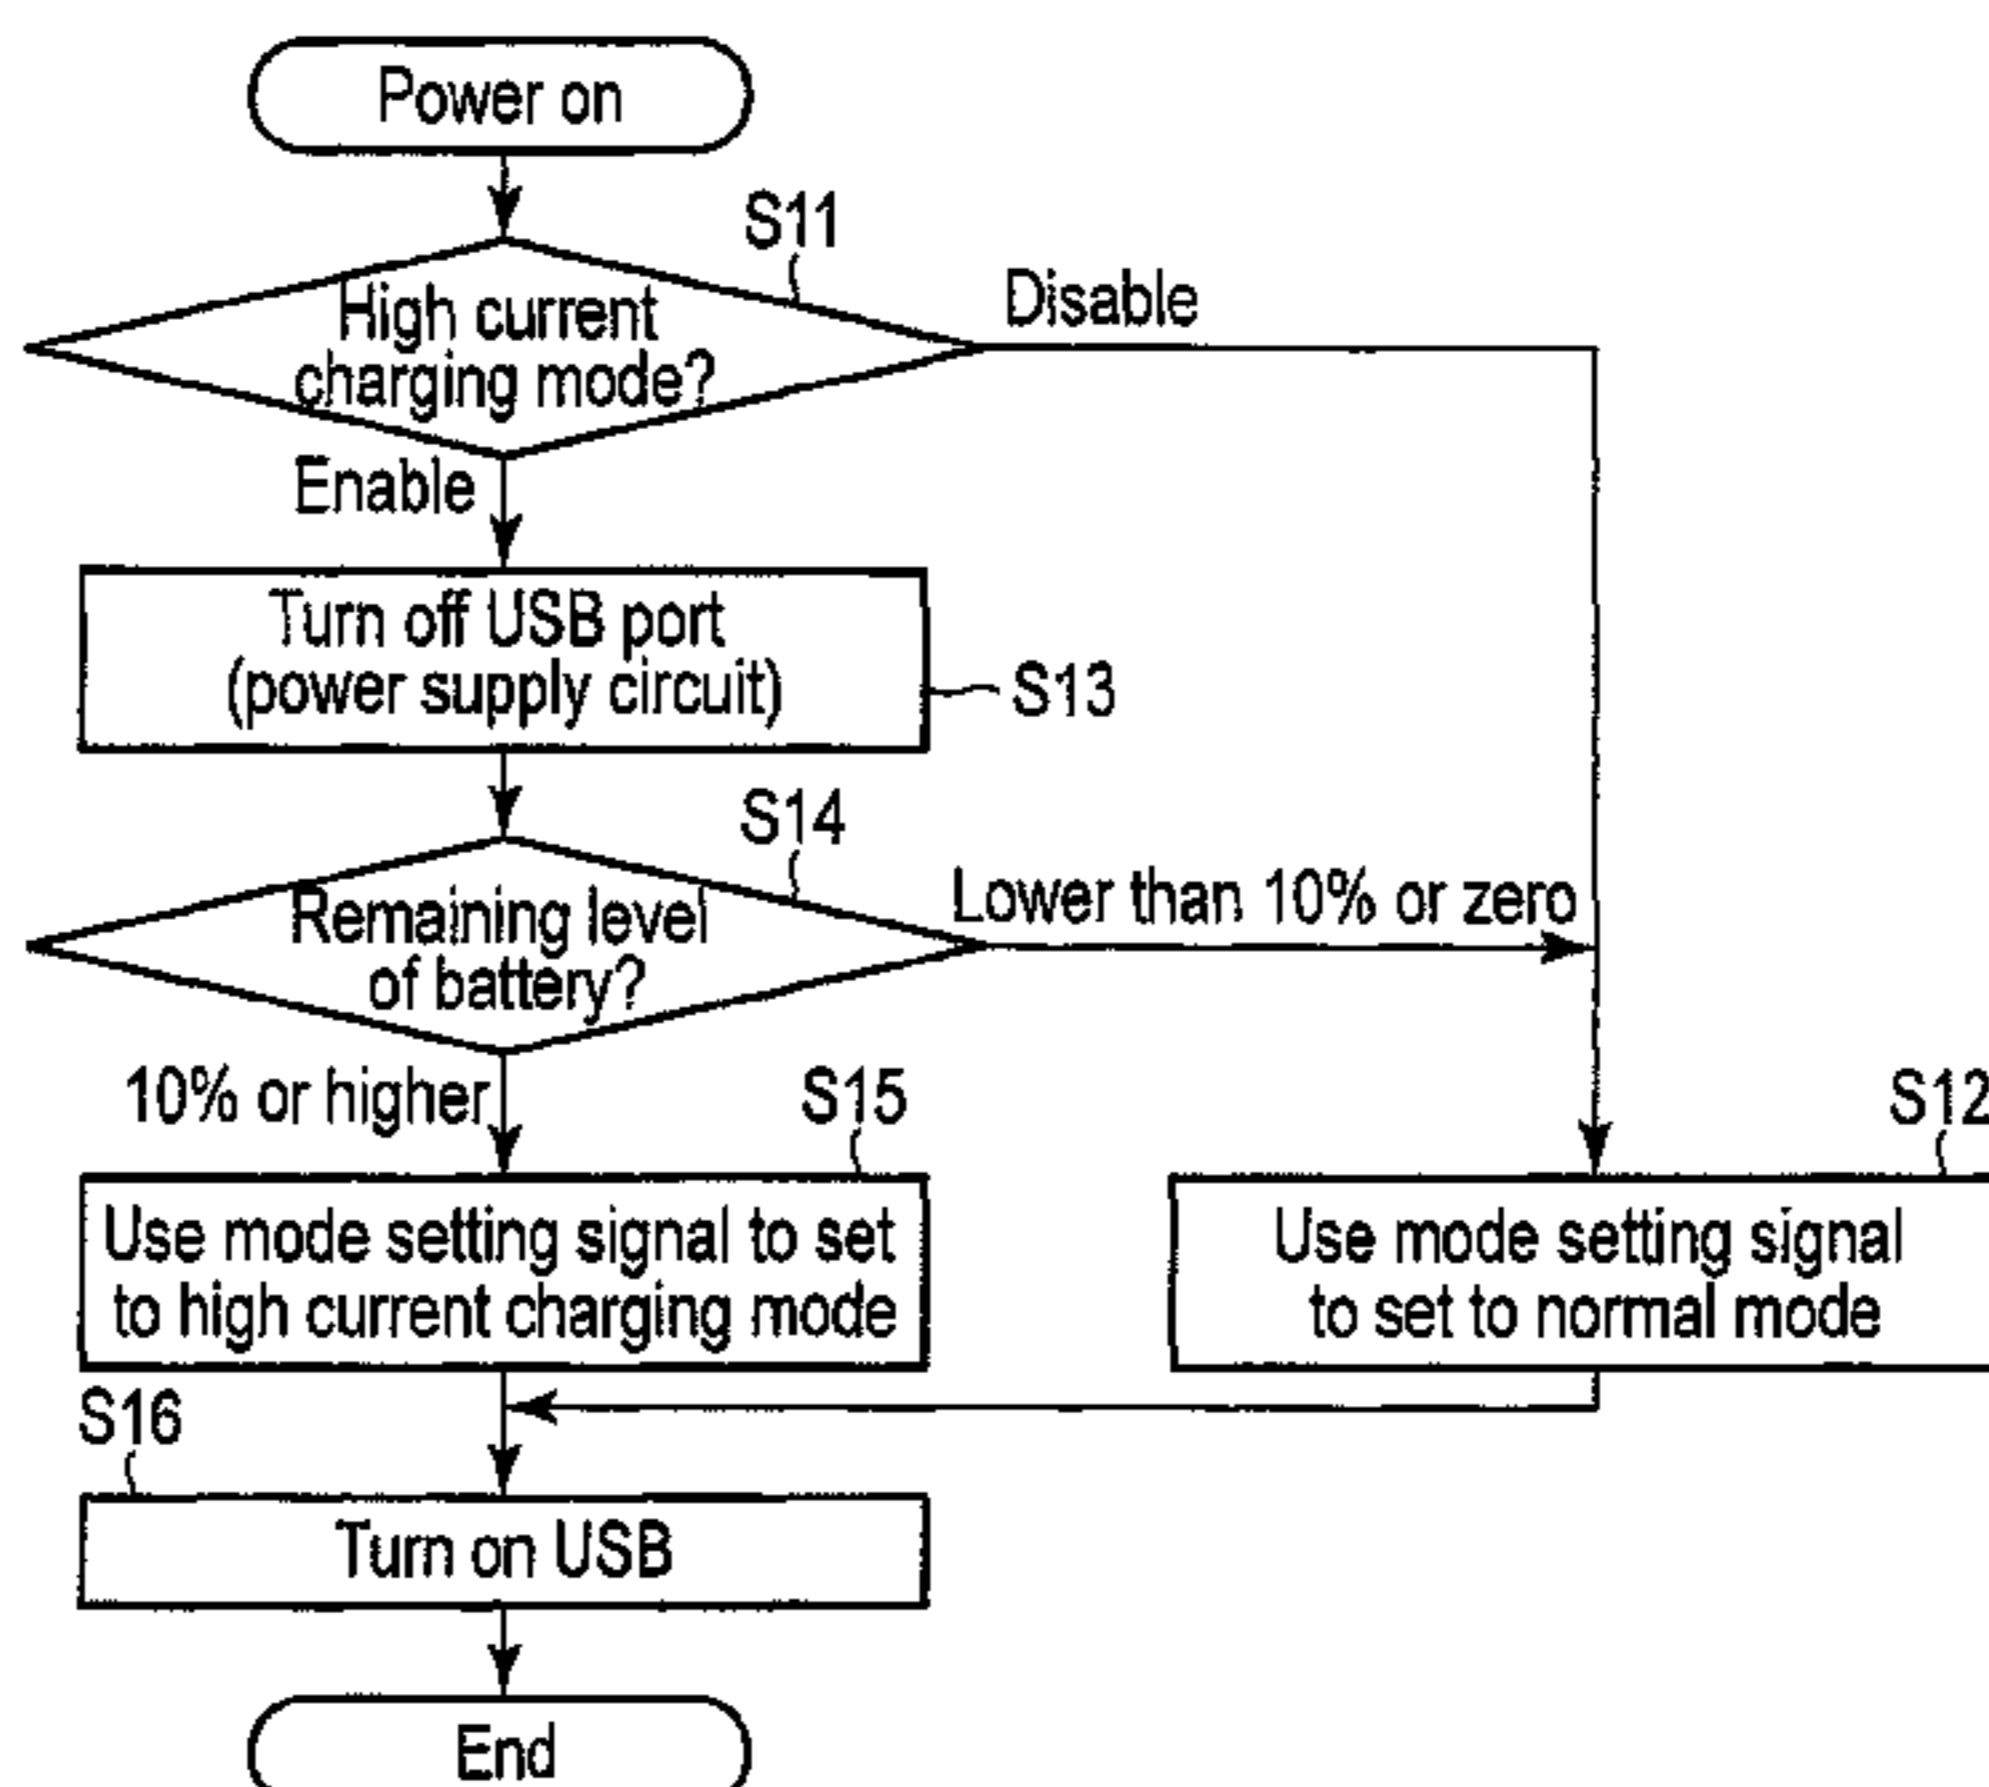 Power on
S11
High current
charging mode?
Disable
Enable
Turn off USB port
(power supply circuit)
S13
S14
Remaining level
of battery?
Lower than 10% or zero
10% or higher
S15
S12
Use mode setting signal to set
to high current charging mode
Use mode setting signal
to set to normal mode
S16
Turn on USB
End